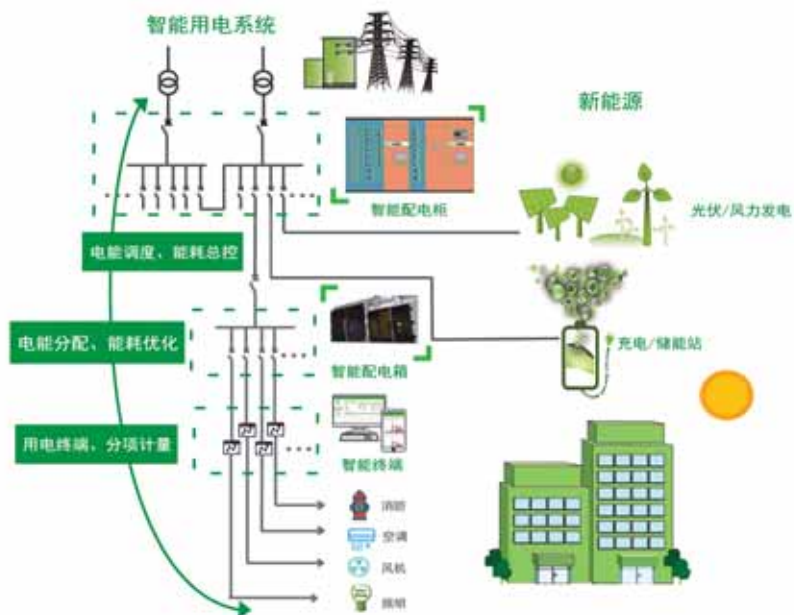 智能用电系统
新能源
智能配电柜
光伏/风力发电
电能调度、能耗总控
电能分配、能耗优化
智能配电箱
充电/储能站
用电终端、分项计量
智能终端
消防
空调
风机
照明